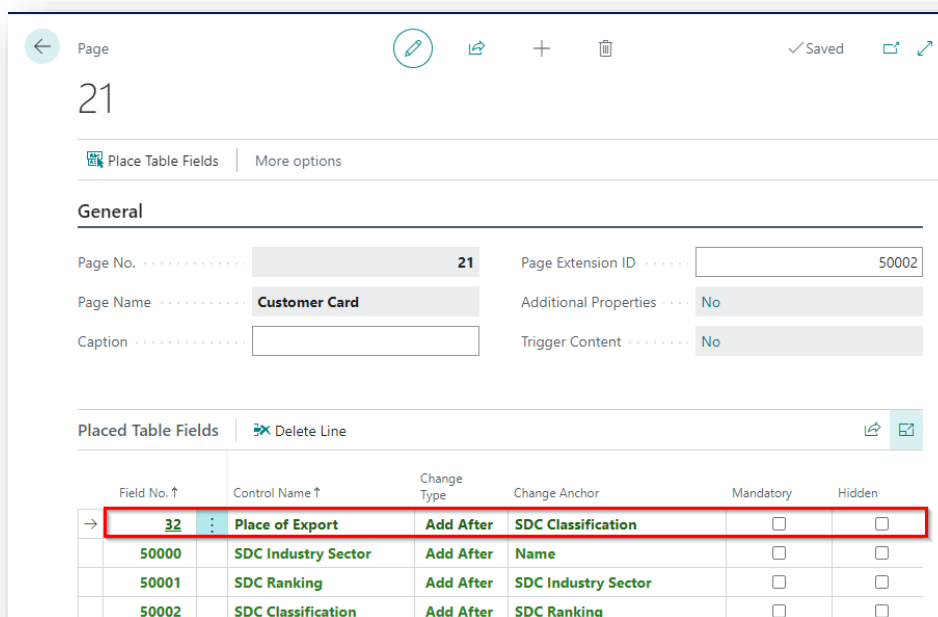 Page
Saved
21
Place Table Fields More options
General
Page No. 21 Page Extension ID 50002
Page Name Customer Card Additional Properties No
Caption Trigger Content No
Placed Table Fields Delete Line
Field No. ↑ Control Name ↑ Change Type Change Anchor Mandatory Hidden
32 Place of Export Add After SDC Classification
50000 SDC Industry Sector Add After Name
50001 SDC Ranking Add After SDC Industry Sector
50002 SDC Classification Add After SDC Ranking